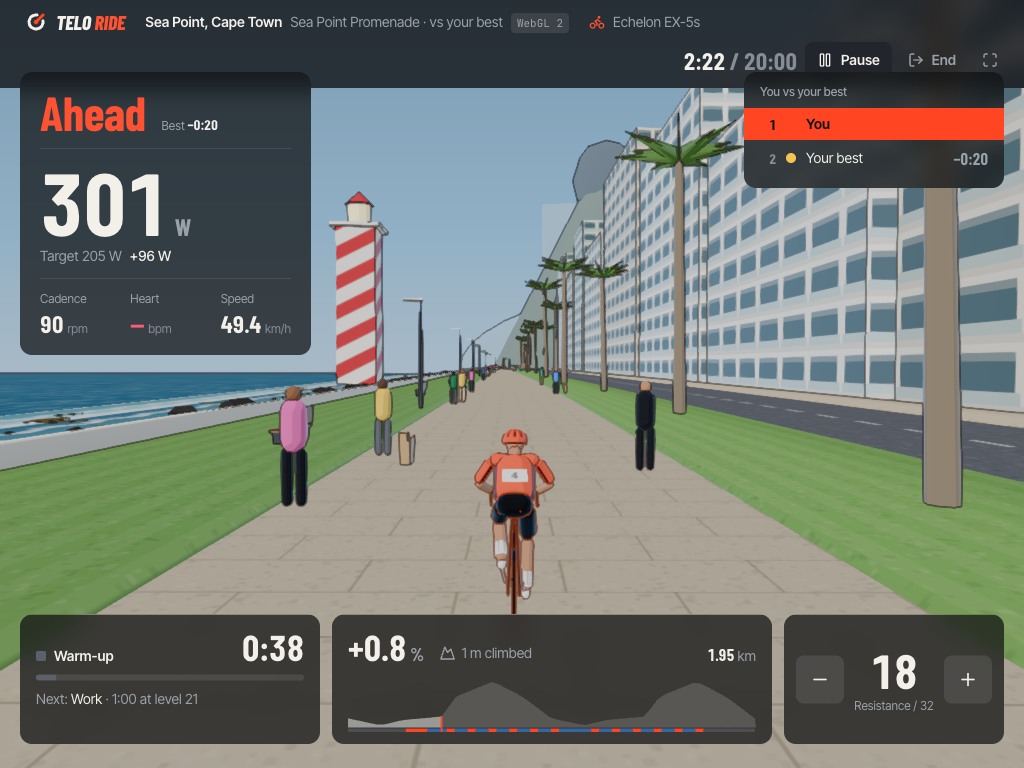 TELO RIDE Sea Point, Cape Town Sea Point Promenade · vs your best WebGL 2 Echelon EX-5s
2:22 / 20:00 Pause End
Ahead Best −0:20
301 W
Target 205 W +96 W
Cadence Heart Speed
90 rpm — bpm 49.4 km/h
You vs your best
1 You
2 Your best −0:20
4
Warm-up 0:38
Next: Work · 1:00 at level 21
+0.8 % 1 m climbed 1.95 km
− 18 +
Resistance / 32